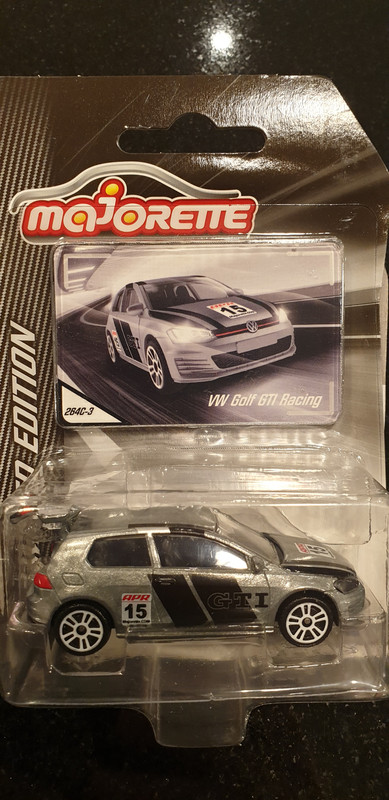 majorette
15
264C-3
VW Golf GTI Racing
EDITION
APR
15
GTI